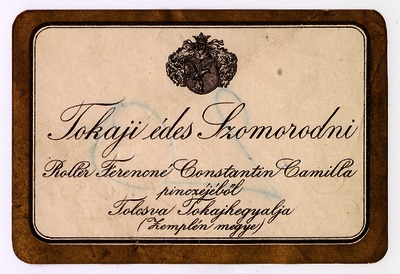 Tokaji édes Szomorodni
Roller Ferencné Constantin Camilla
pinczéjéből
Tolcsva Tokajhegyalja
(Zemplén megye)